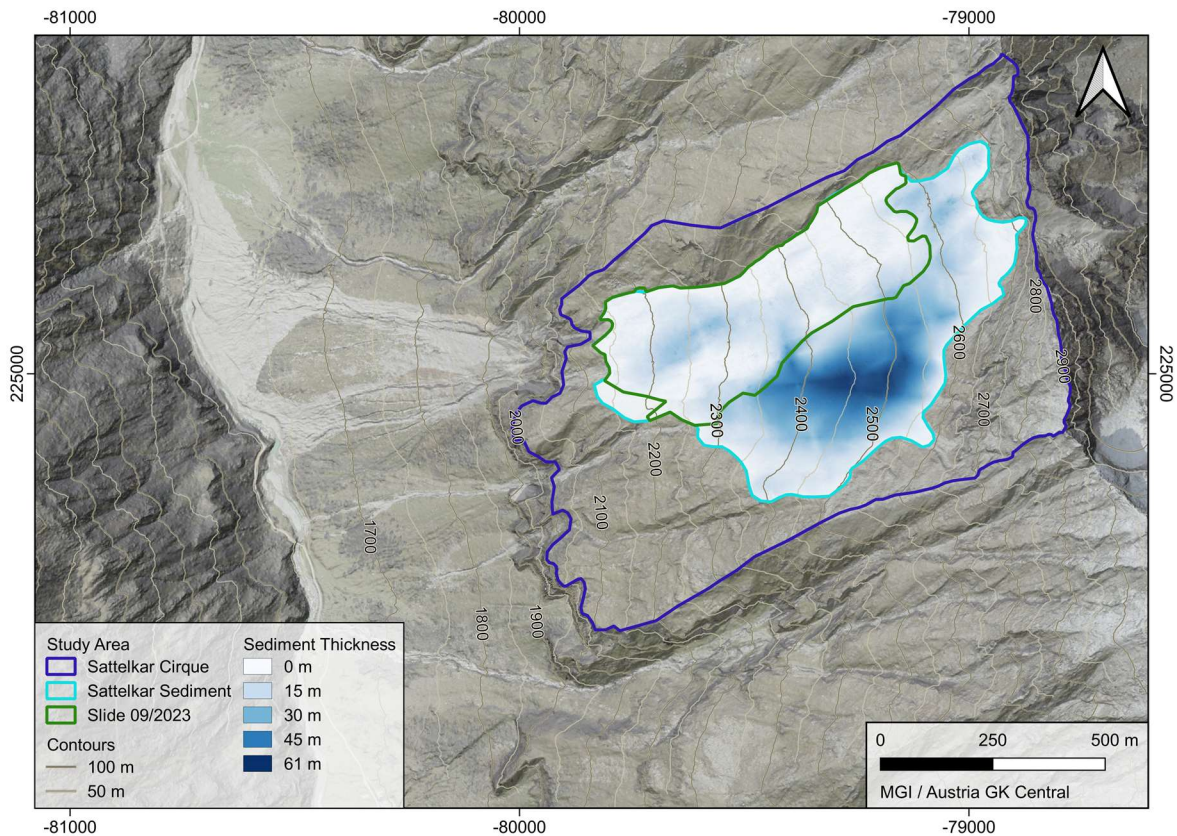 -81000
-80000
-79000
225000
225000
2800
2600
2900
2700
2000
2300
2400
2500
2200
2100
1700
1800
1900
Study Area
Sattelkar Cirque
Sattelkar Sediment
Slide 09/2023
Contours
100 m
50 m
Sediment Thickness
0 m
15 m
30 m
45 m
61 m
0 250 500 m
MGI / Austria GK Central
-81000
-80000
-79000